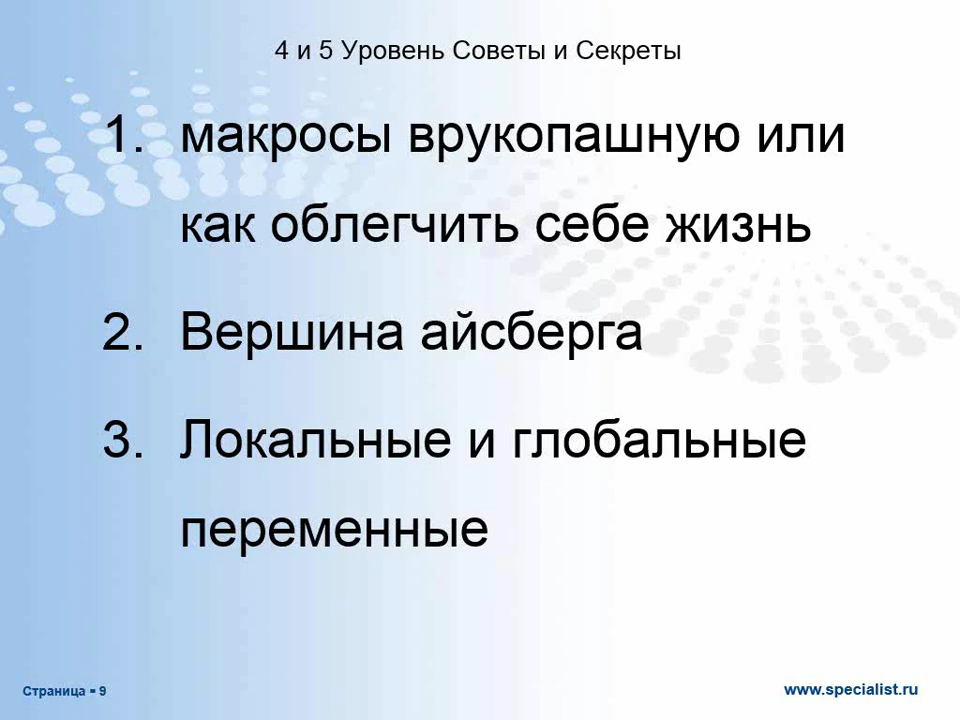 4 и 5 Уровень Советы и Секреты
1. макросы врукопашную или
как облегчить себе жизнь
2. Вершина айсберга
3. Локальные и глобальные
переменные
Страница ▪ 9
www.specialist.ru